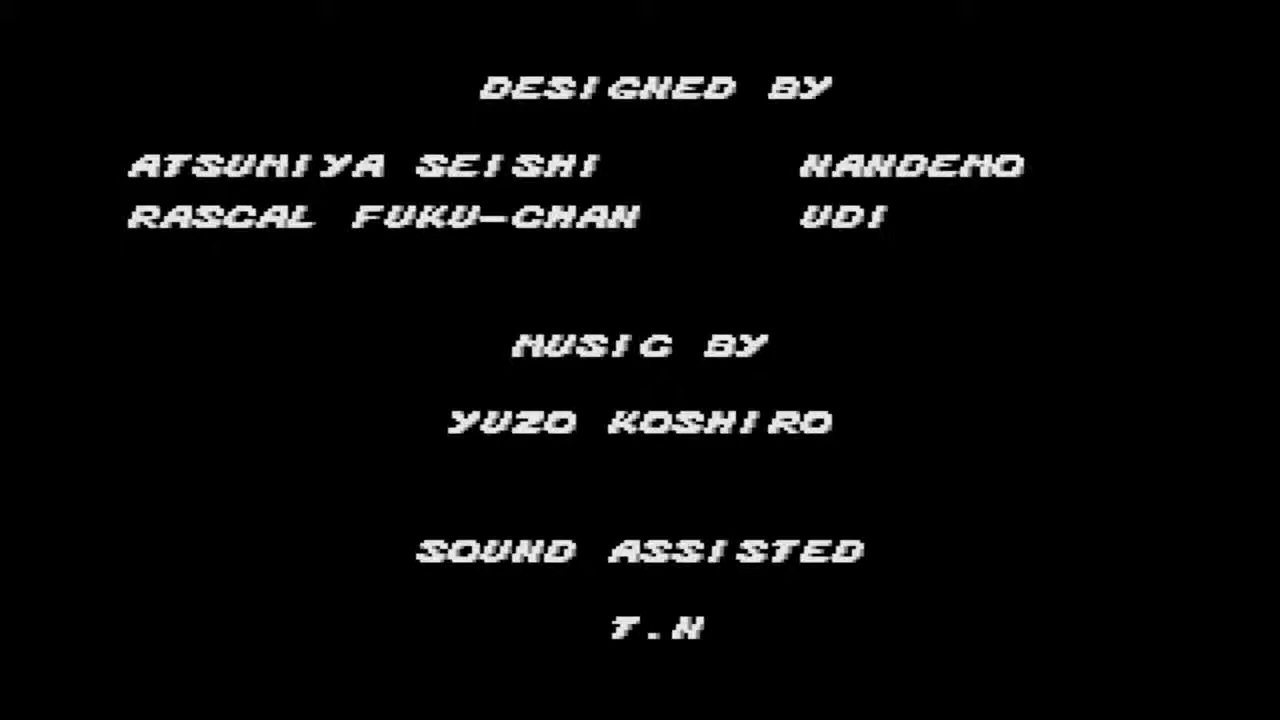 DESIGNED BY
ATSUMIYA SEISHI NANDEMO
RASCAL FUKU-CHAN UDI
MUSIC BY
YUZO KOSHIRO
SOUND ASSISTED
T.N